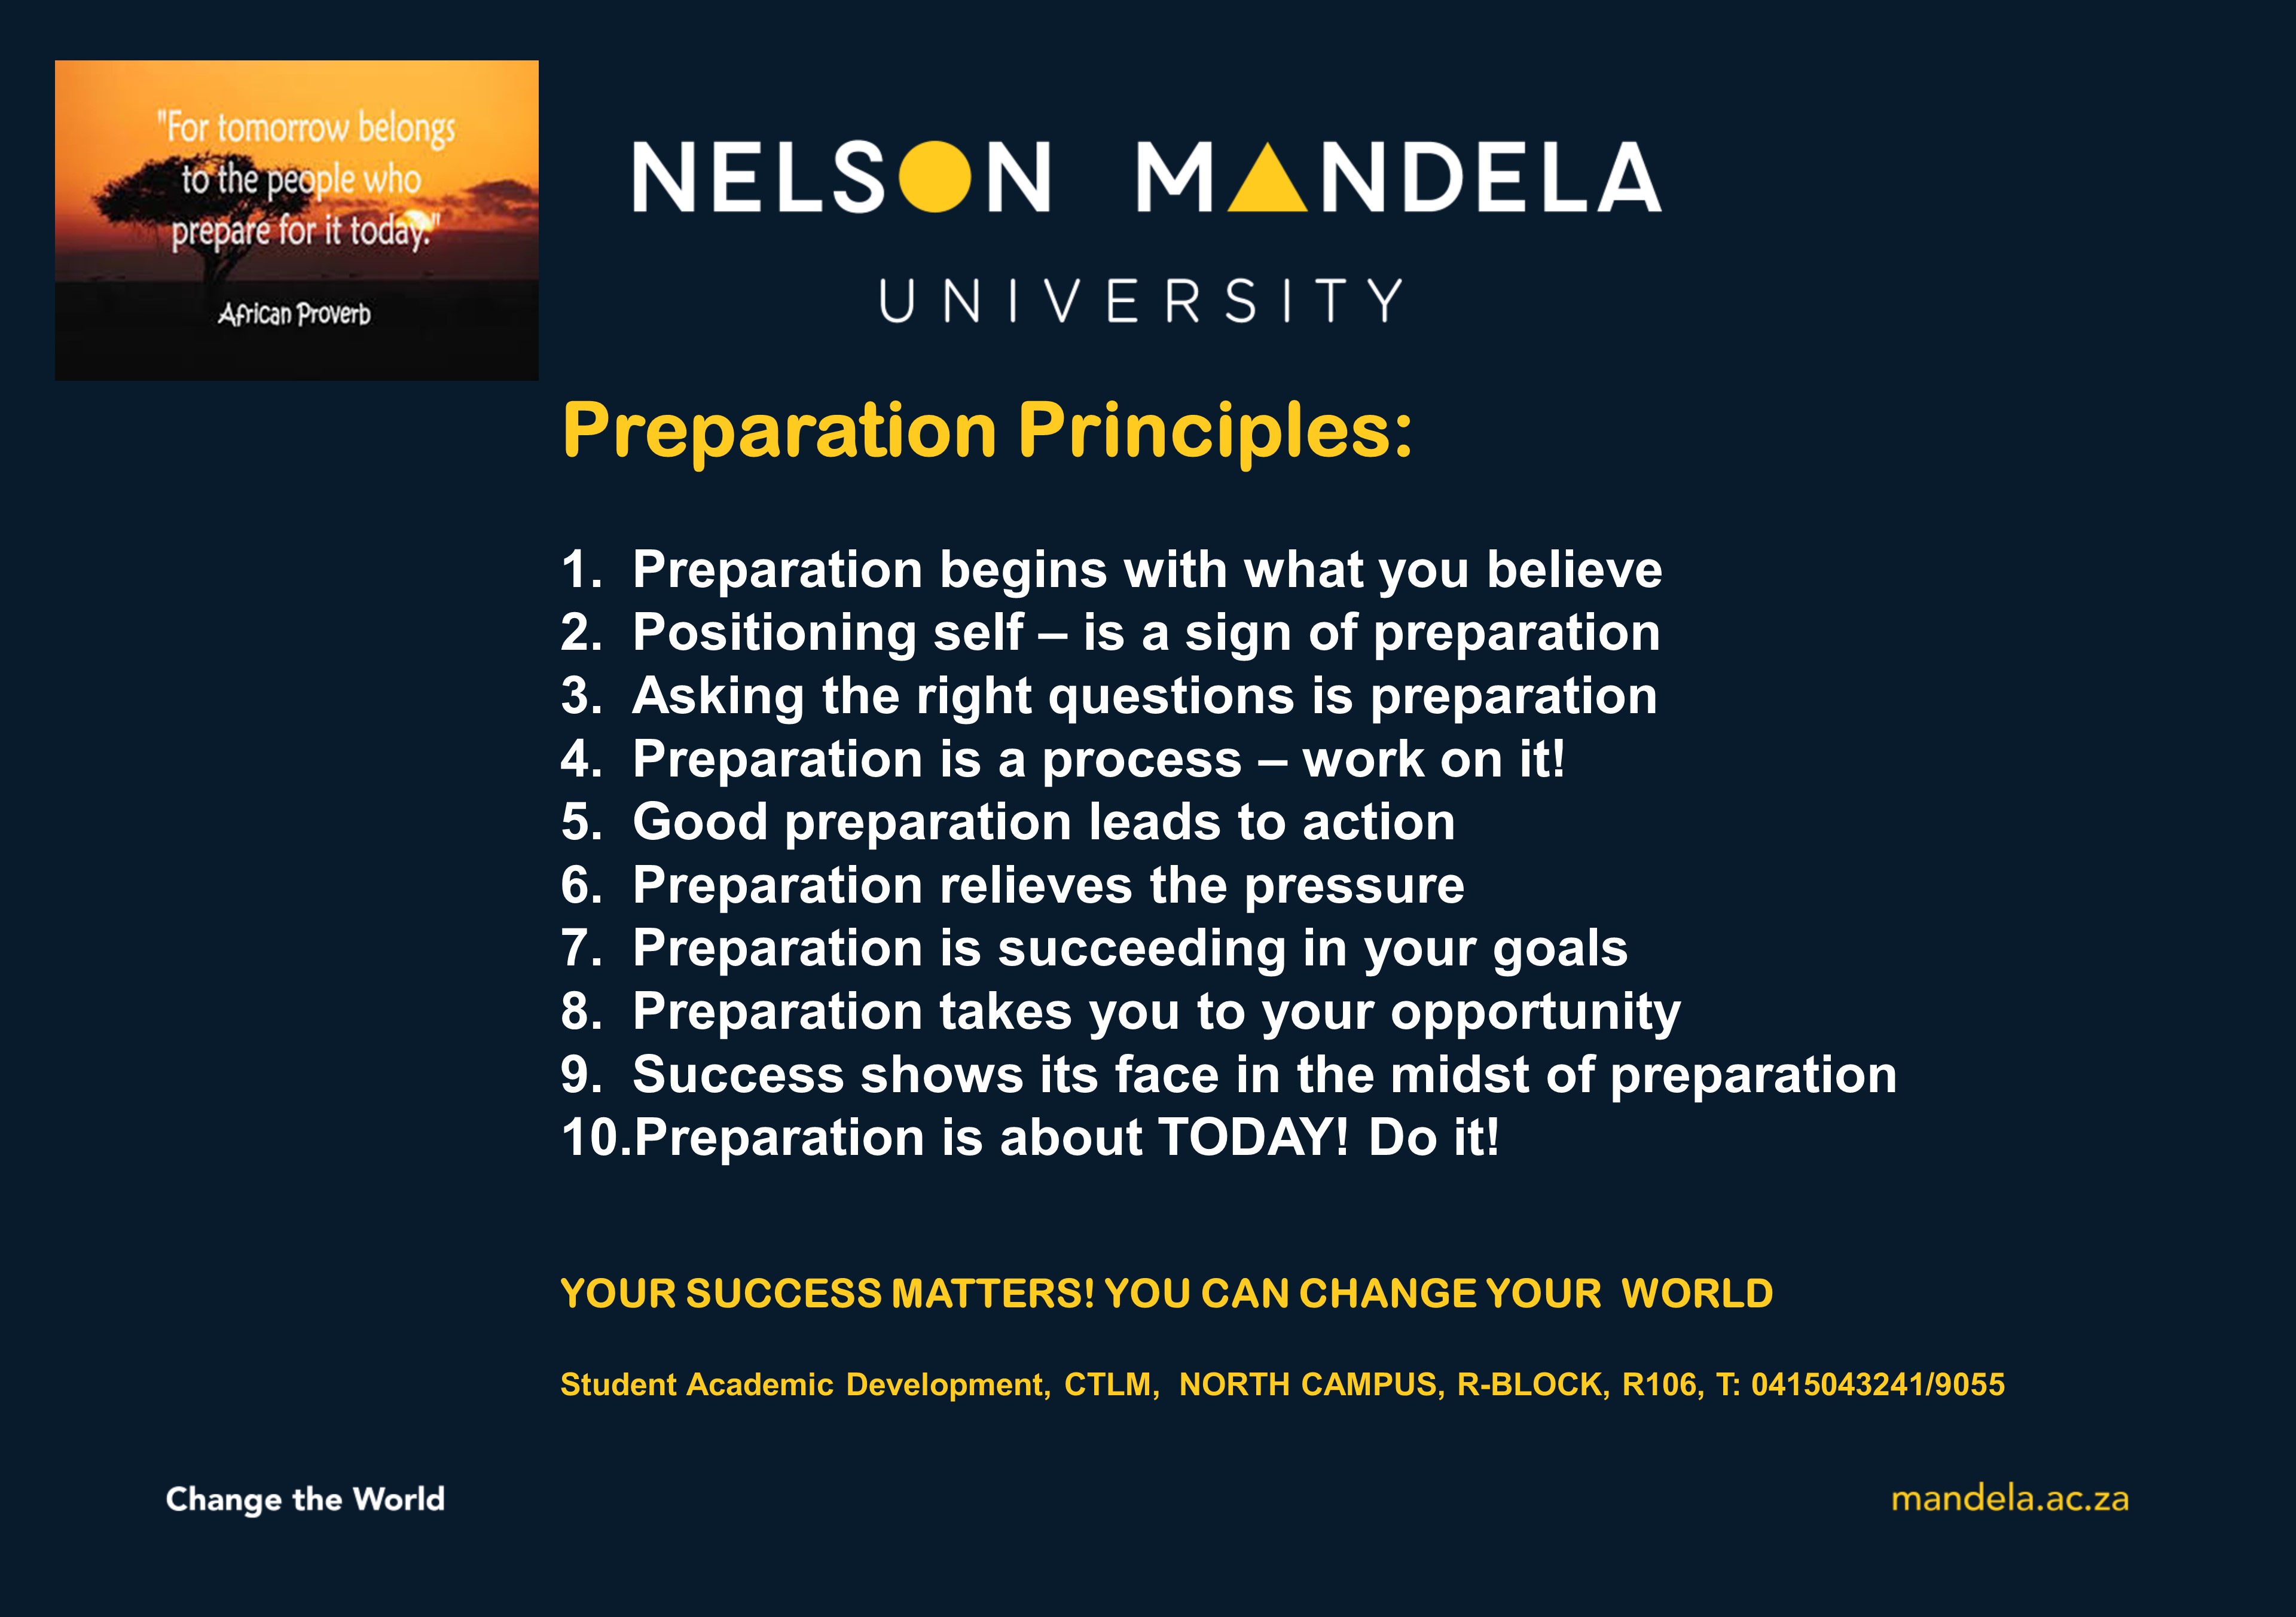 "For tomorrow belongs
to the people who
prepare for it today."
African Proverb
NELSON MANDELA
UNIVERSITY
Preparation Principles:
1. Preparation begins with what you believe
2. Positioning self – is a sign of preparation
3. Asking the right questions is preparation
4. Preparation is a process – work on it!
5. Good preparation leads to action
6. Preparation relieves the pressure
7. Preparation is succeeding in your goals
8. Preparation takes you to your opportunity
9. Success shows its face in the midst of preparation
10.Preparation is about TODAY! Do it!
YOUR SUCCESS MATTERS! YOU CAN CHANGE YOUR WORLD
Student Academic Development, CTLM, NORTH CAMPUS, R-BLOCK, R106, T: 0415043241/9055
Change the World
mandela.ac.za